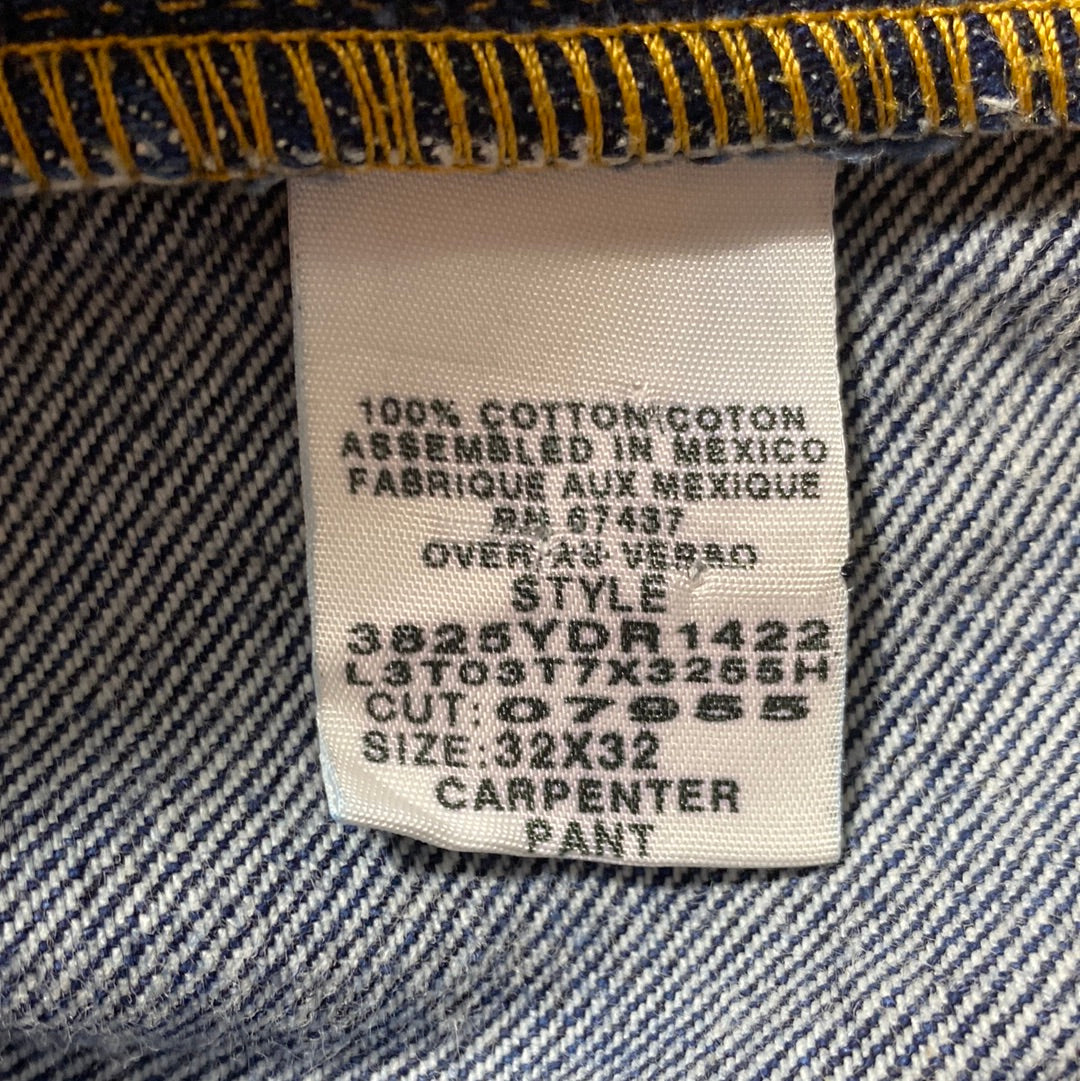 100% COTTON/COTON
ASSEMBLED IN MEXICO
FABRIQUE AUX MEXIQUE
RN 67437
OVER/AU VERSO
STYLE
3825YDR1422
L3T03T7X3255H
CUT: 07955
SIZE: 32X32
CARPENTER
PANT